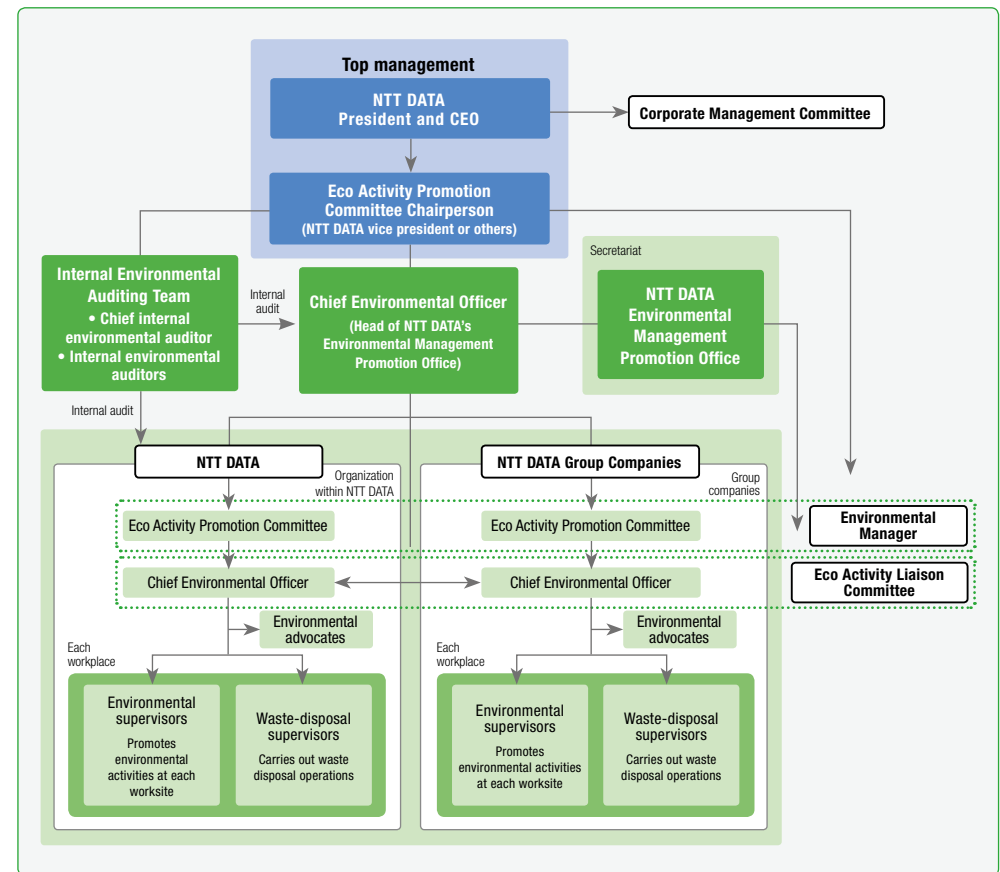 Top management
NTT DATA
President and CEO
Corporate Management Committee
Eco Activity Promotion
Committee Chairperson
(NTT DATA vice president or others)
Internal Environmental
Auditing Team
• Chief internal
environmental auditor
• Internal environmental
auditors
Internal
audit
Chief Environmental Officer
(Head of NTT DATA's
Environmental Management
Promotion Office)
Secretariat
NTT DATA
Environmental
Management
Promotion Office
Internal audit
NTT DATA
Organization
within NTT DATA
NTT DATA Group Companies
Group
companies
Eco Activity Promotion Committee
Eco Activity Promotion Committee
Environmental
Manager
Chief Environmental Officer
Chief Environmental Officer
Eco Activity Liaison
Committee
Environmental
advocates
Environmental
advocates
Each
workplace
Environmental
supervisors
Promotes
environmental
activities at each
worksite
Waste-disposal
supervisors
Carries out waste
disposal operations
Each
workplace
Environmental
supervisors
Promotes
environmental activities
at each worksite
Waste-disposal
supervisors
Carries out waste
disposal operations